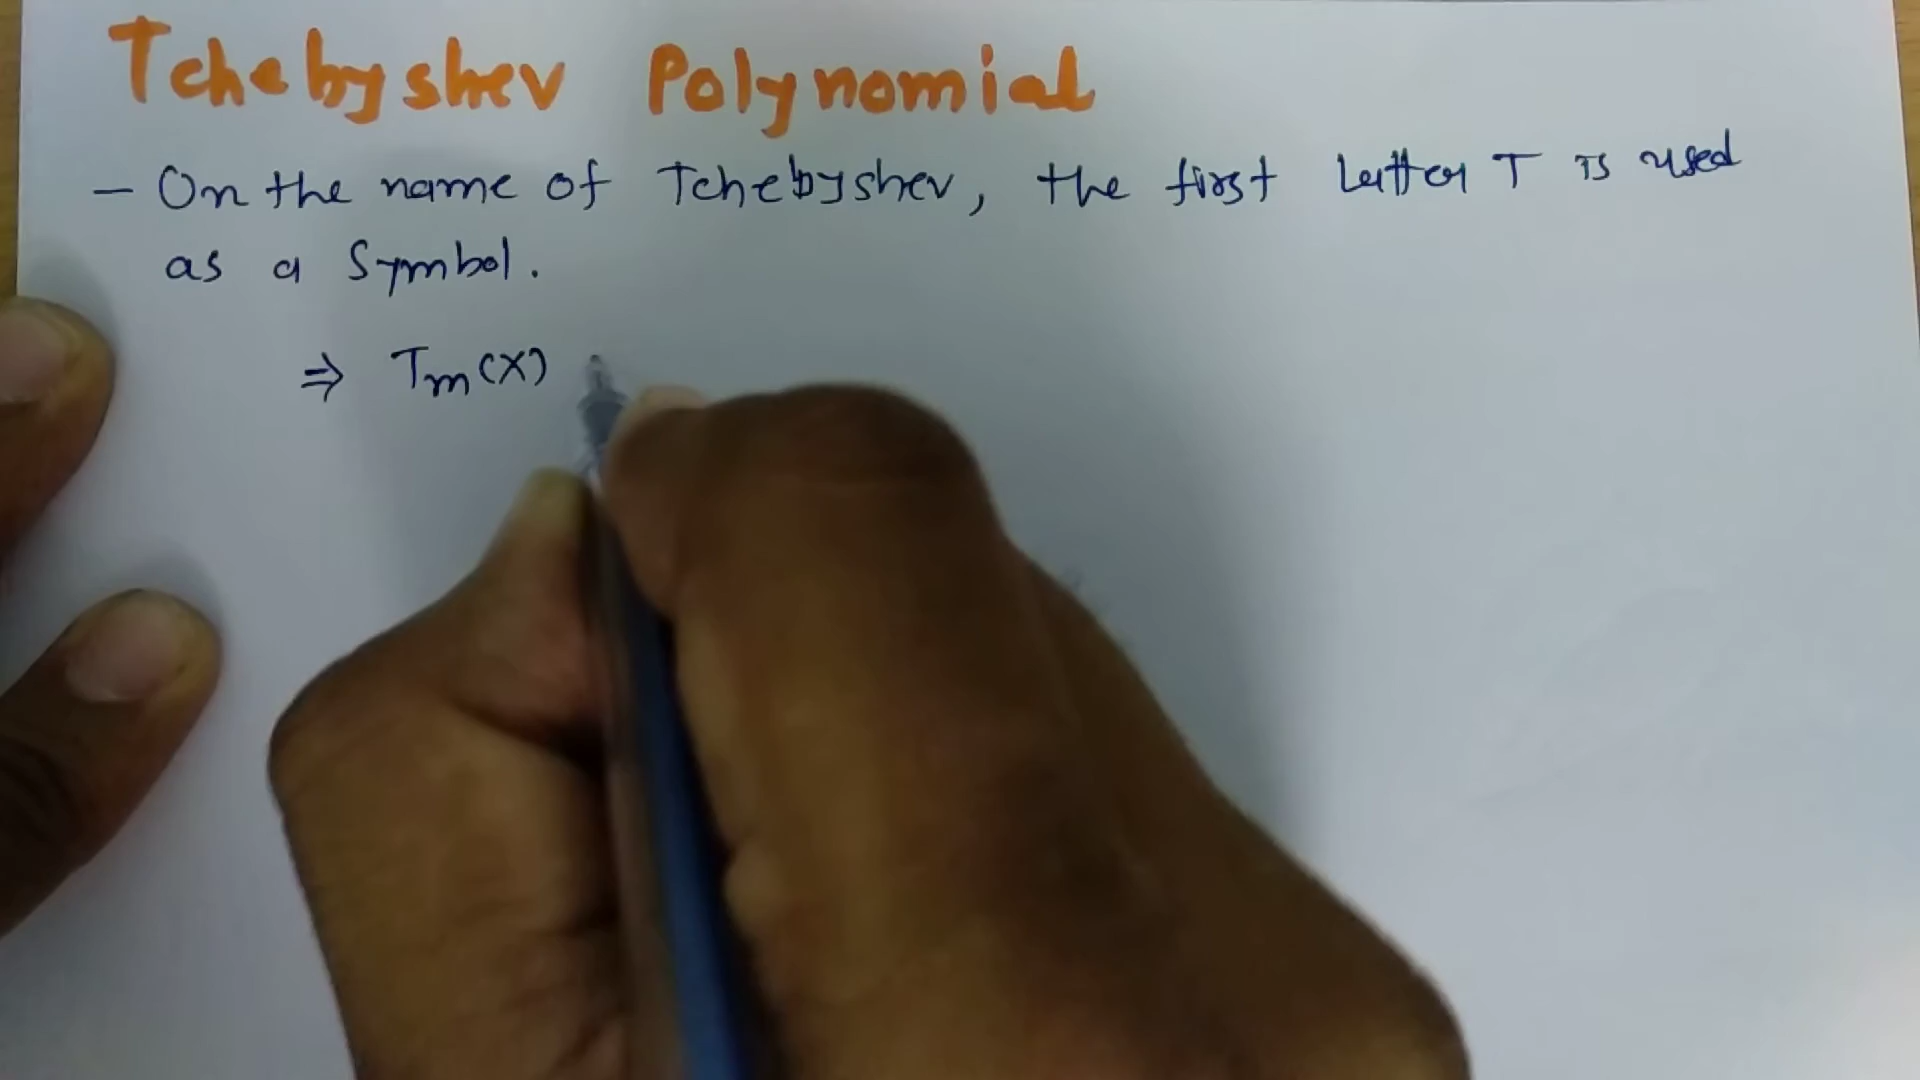 Tchebyshev Polynomial
- On the name of Tchebyshev, the first letter T is used
as a symbol.
⇒ Tm(x)